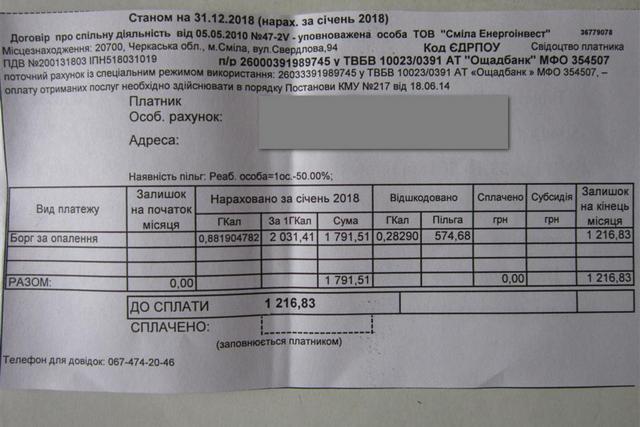 Станом на 31.12.2018 (нарах. за січень 2018)
Договір про спільну діяльність від 05.05.2010 №47-2V - уповноважена особа ТОВ "Сміла Енергоінвест" 36779078
Місцезнаходження: 20700, Черкаська обл., м.Сміла, вул.Свердлова,94 Код ЄДРПОУ Свідоцтво платника
ПДВ №200131803 ІПН518031019 п/р 26000391989745 у ТВБВ 10023/0391 АТ "Ощадбанк" МФО 354507
поточний рахунок із спеціальним режимом використання: 26033391989745 у ТВБВ 10023/0391 АТ «Ощадбанк » МФО 354507, –
оплату отриманих послуг необхідно здійснювати в порядку Постанови КМУ №217 від 18.06.14
Платник
Особ. рахунок:
Адреса:
Наявність пільг: Реаб. особа=1ос.-50.00%;
Вид платежу Залишок на початок місяця Нараховано за січень 2018 Відшкодовано Сплачено Субсидія Залишок на кінець місяця
ГКал За 1ГКал Сума ГКал Пільга грн грн
Борг за опалення 0,881904782 2 031,41 1 791,51 0,28290 574,68 1 216,83
РАЗОМ: 0,00 1 791,51 0,00 1 216,83
ДО СПЛАТИ 1 216,83
СПЛАЧЕНО:
(заповнюється платником)
Телефон для довідок: 067-474-20-46